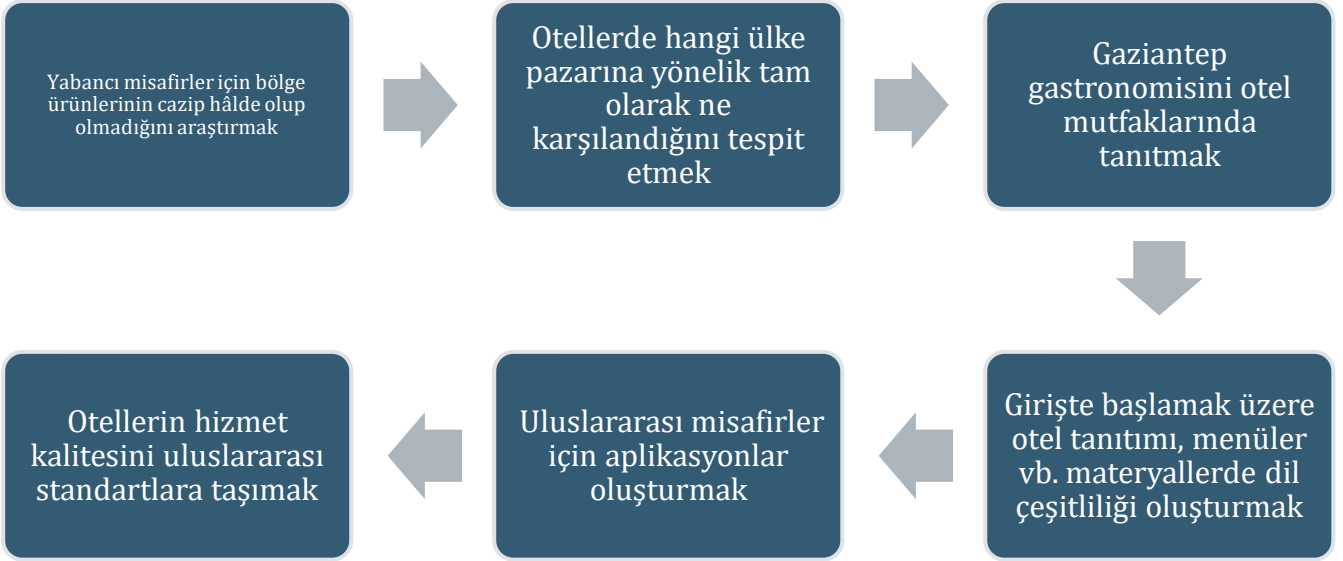 Yabancı misafirler için bölge
ürünlerinin cazip hâlde olup
olmadığını araştırmak
Otellerde hangi ülke
pazarına yönelik tam
olarak ne
karşılandığını tespit
etmek
Gaziantep
gastronomisini otel
mutfaklarında
tanıtmak
Girişte başlamak üzere
otel tanıtımı, menüler
vb. materyallerde dil
çeşitliliği oluşturmak
Uluslararası misafirler
için aplikasyonlar
oluşturmak
Otellerin hizmet
kalitesini uluslararası
standartlara taşımak